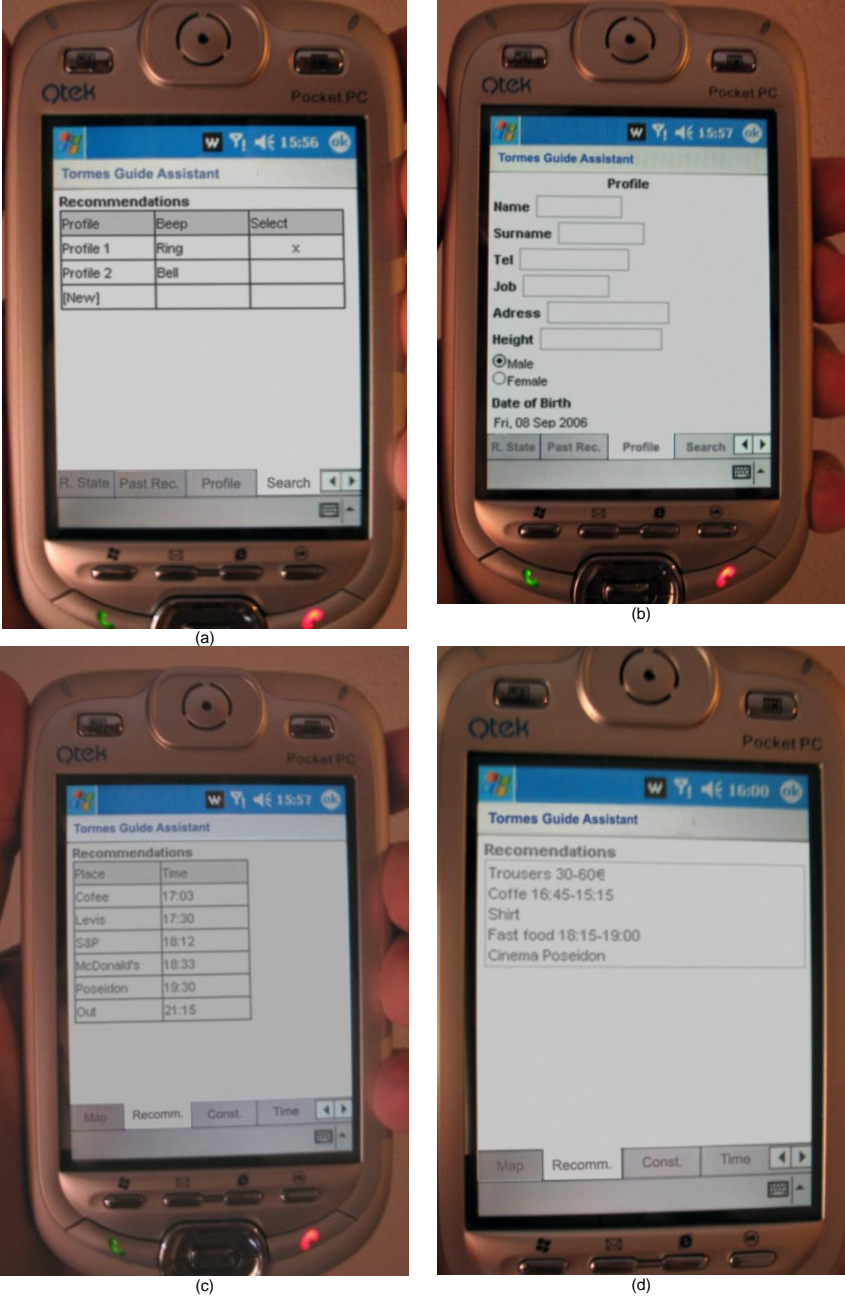 Qtek
Pocket PC
W 15:56 ok
Tormes Guide Assistant
Recommendations
Profile Beep Select
Profile 1 Ring x
Profile 2 Bell
[New]
R. State Past Rec. Profile Search
(a)
Qtek
Pocket PC
W 15:57 ok
Tormes Guide Assistant
Profile
Name
Surname
Tel
Job
Adress
Height
Male
Female
Date of Birth
Fri, 08 Sep 2006
R. State Past Rec. Profile Search
(b)
Qtek
Pocket PC
W 15:57 ok
Tormes Guide Assistant
Recommendations
Place Time
Cofee 17:03
Levis 17:30
S&P 18:12
McDonald's 18:33
Poseidon 19:30
Out 21:15
Map Recomm. Const. Time
(c)
Qtek
Pocket PC
W 16:00 ok
Tormes Guide Assistant
Recomendations
Trousers 30-60€
Coffe 16:45-15:15
Shirt
Fast food 18:15-19:00
Cinema Poseidon
Map Recomm. Const. Time
(d)